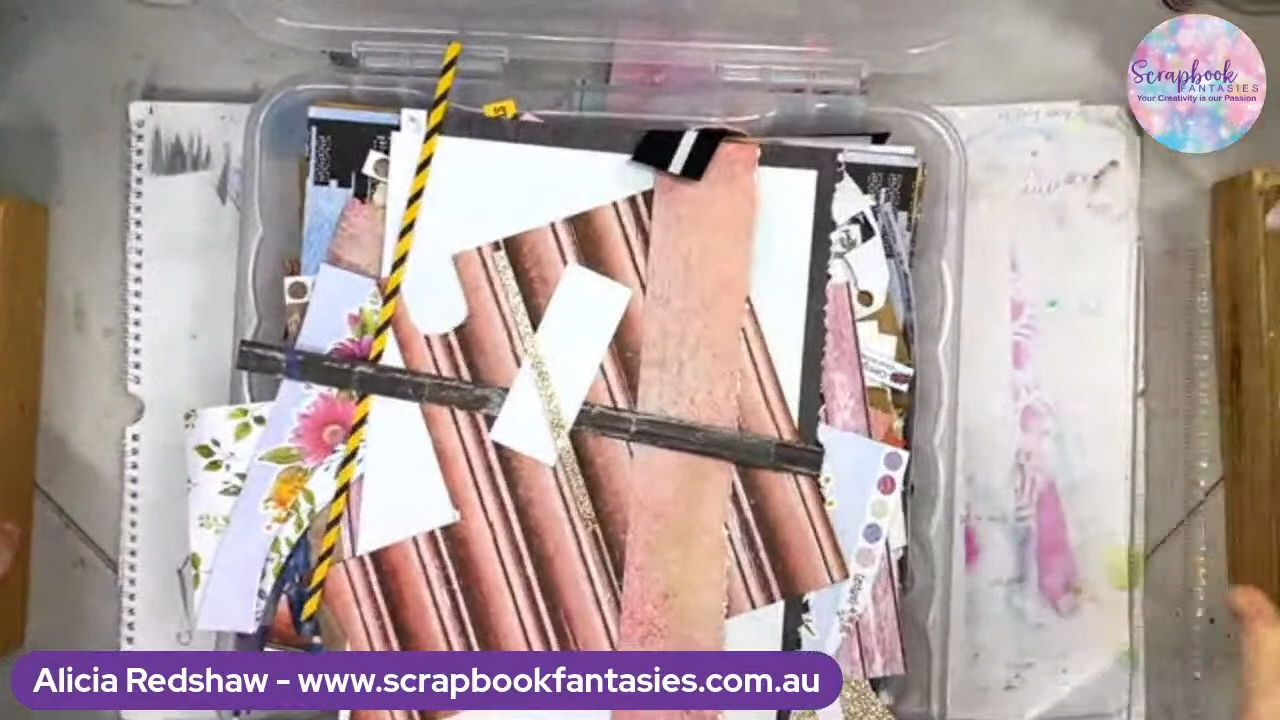 Scrapbook
FANTASIES
Your Creativity is our Passion
Alicia Redshaw - www.scrapbookfantasies.com.au